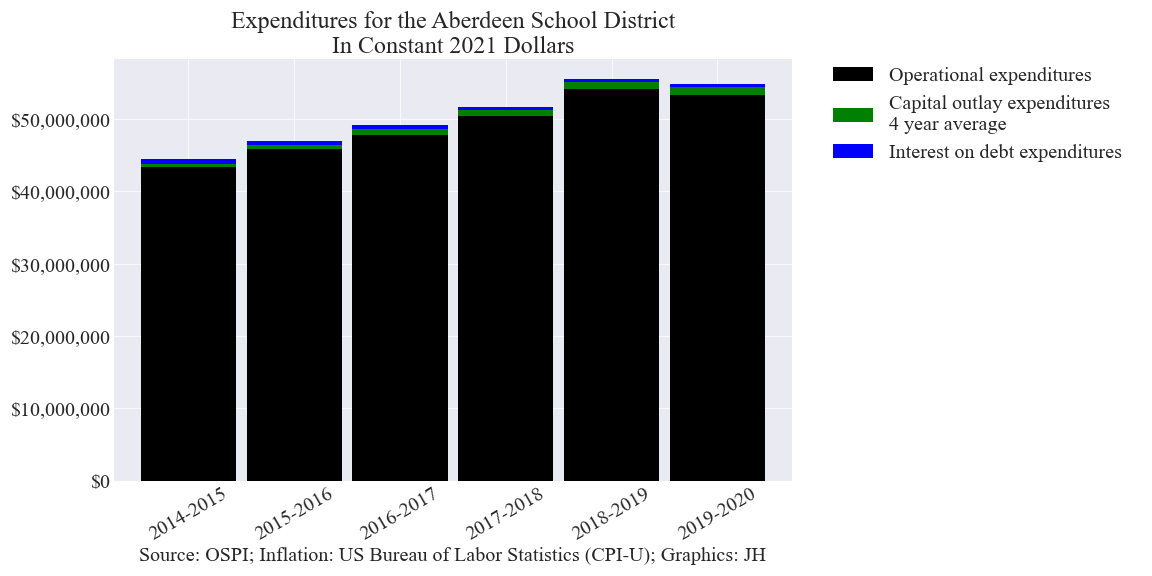 Expenditures for the Aberdeen School District
In Constant 2021 Dollars
Operational expenditures
Capital outlay expenditures
4 year average
Interest on debt expenditures
$50,000,000
$40,000,000
$30,000,000
$20,000,000
$10,000,000
$0
2014-2015
2015-2016
2016-2017
2017-2018
2018-2019
2019-2020
Source: OSPI; Inflation: US Bureau of Labor Statistics (CPI-U); Graphics: JH